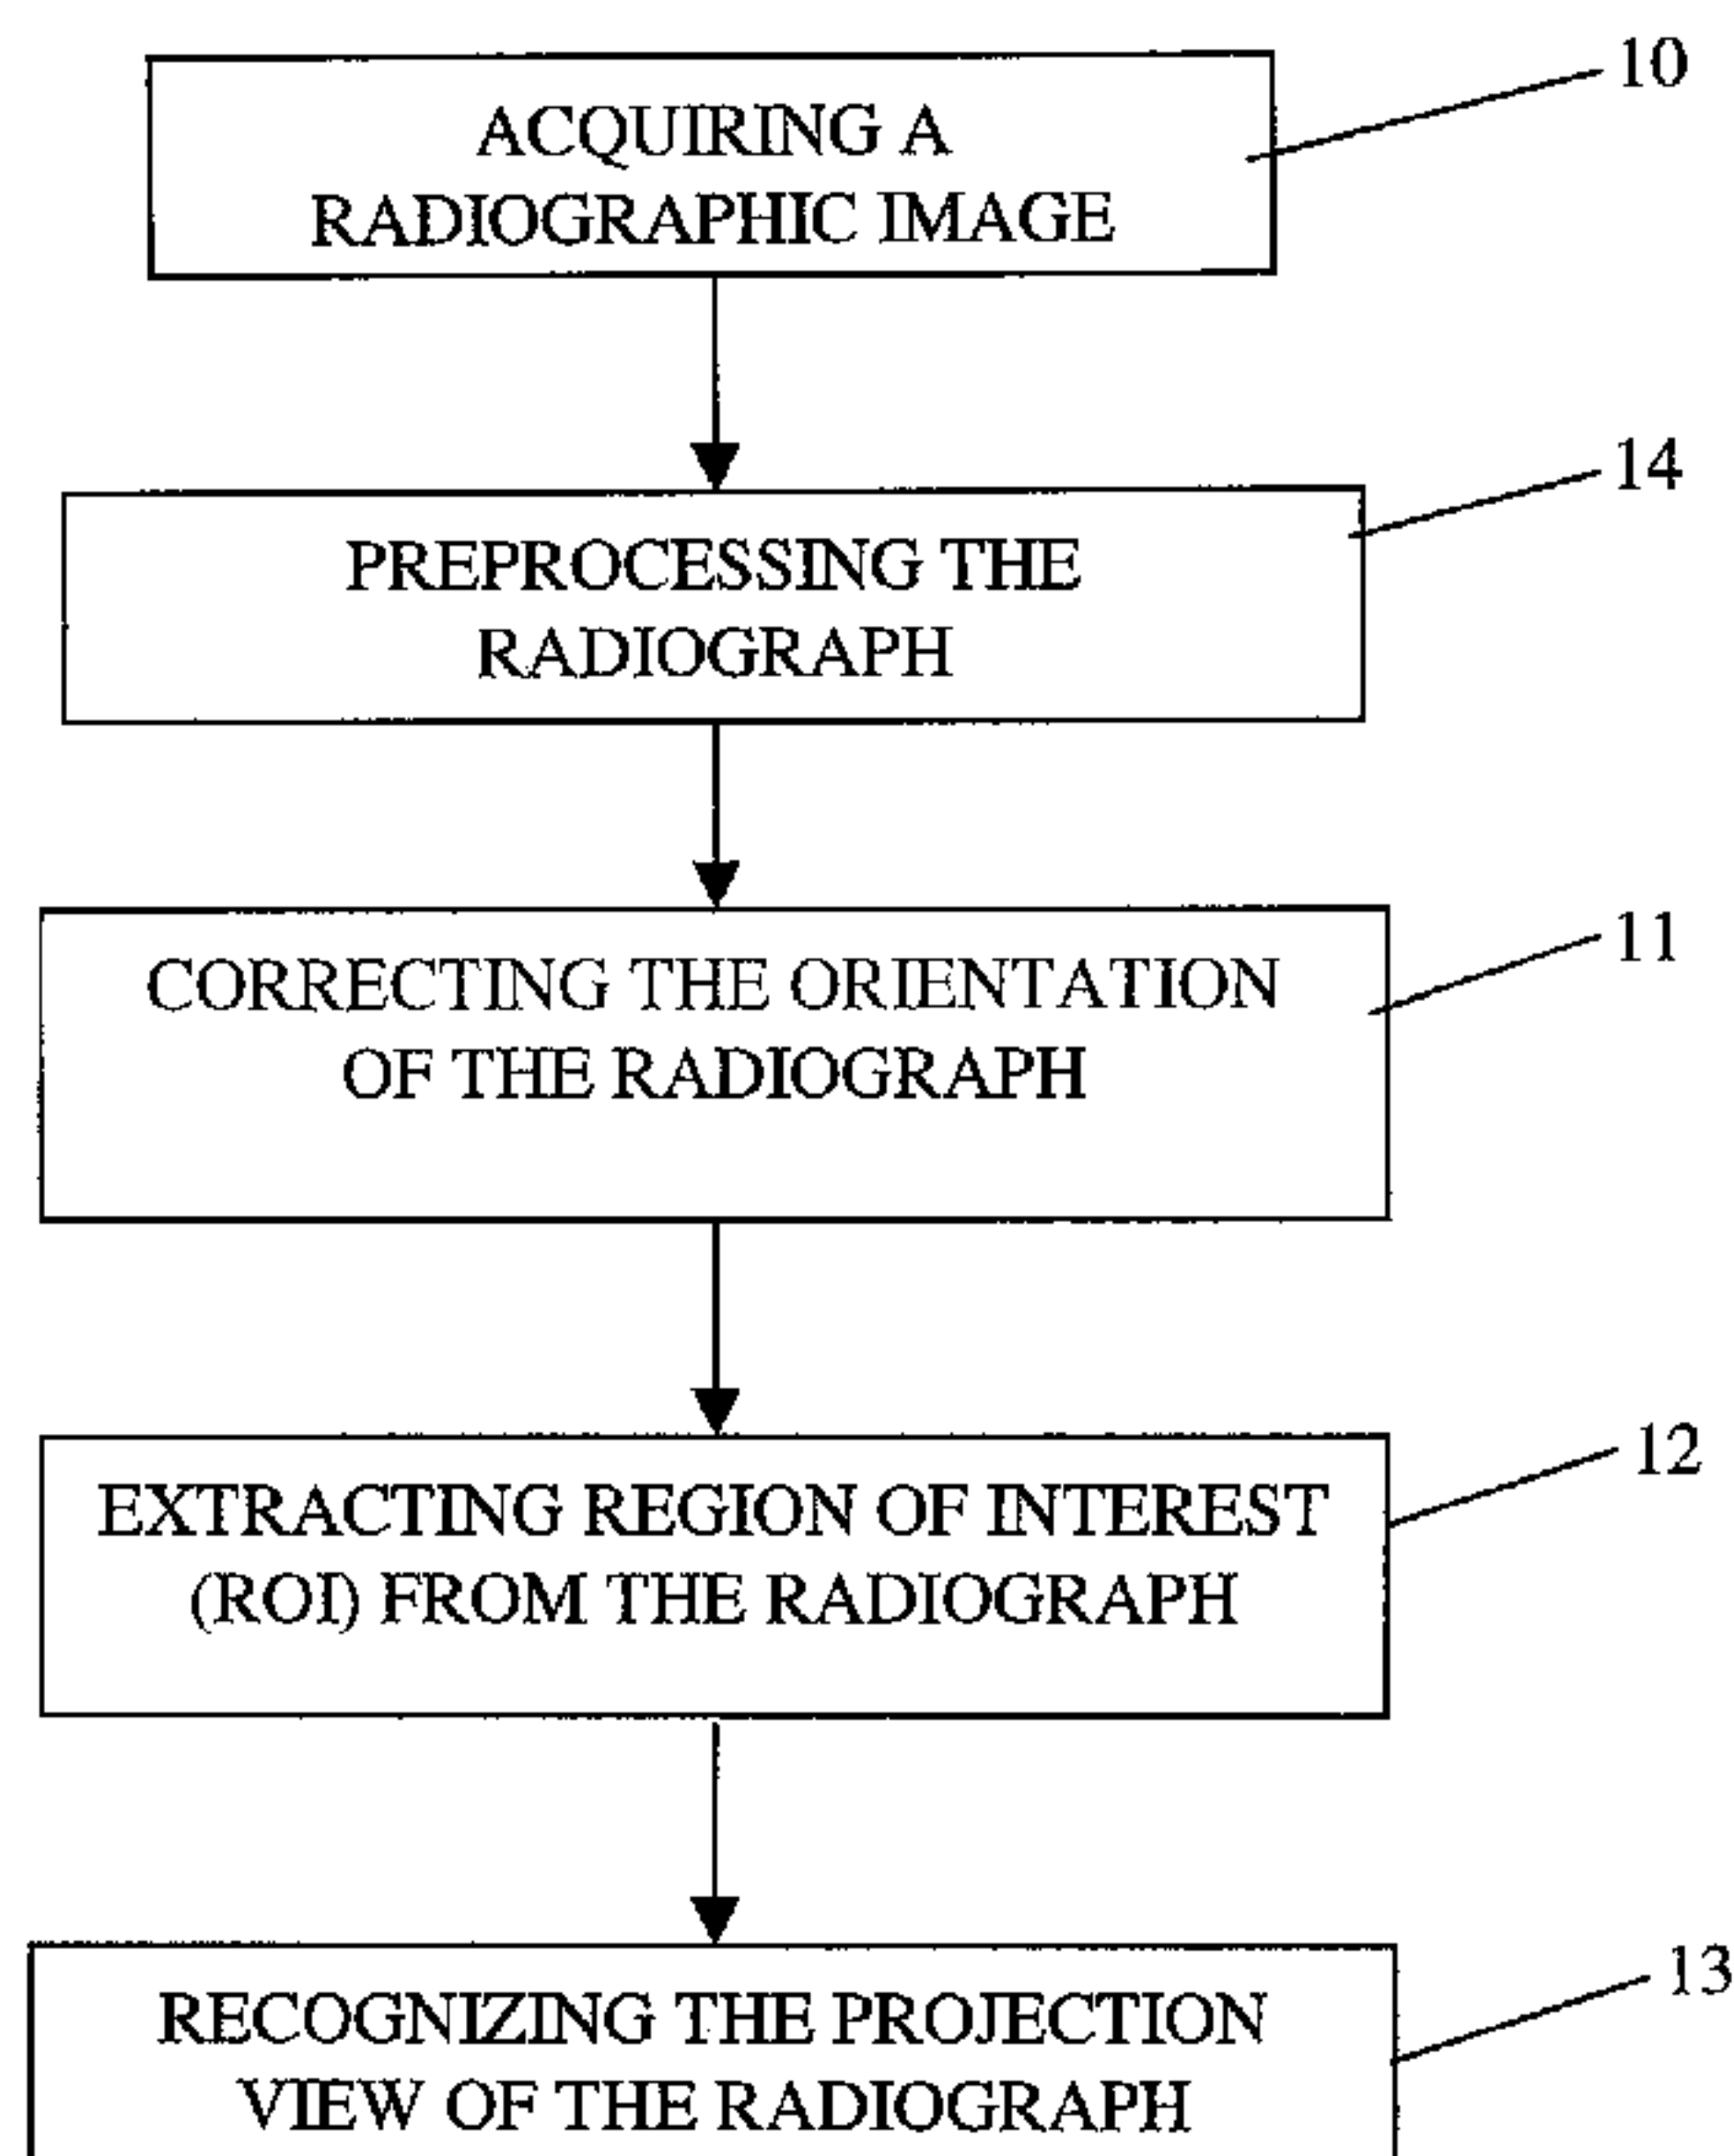 10
ACQUIRING A
RADIOGRAPHIC IMAGE
14
PREPROCESSING THE
RADIOGRAPH
11
CORRECTING THE ORIENTATION
OF THE RADIOGRAPH
12
EXTRACTING REGION OF INTEREST
(ROI) FROM THE RADIOGRAPH
13
RECOGNIZING THE PROJECTION
VIEW OF THE RADIOGRAPH